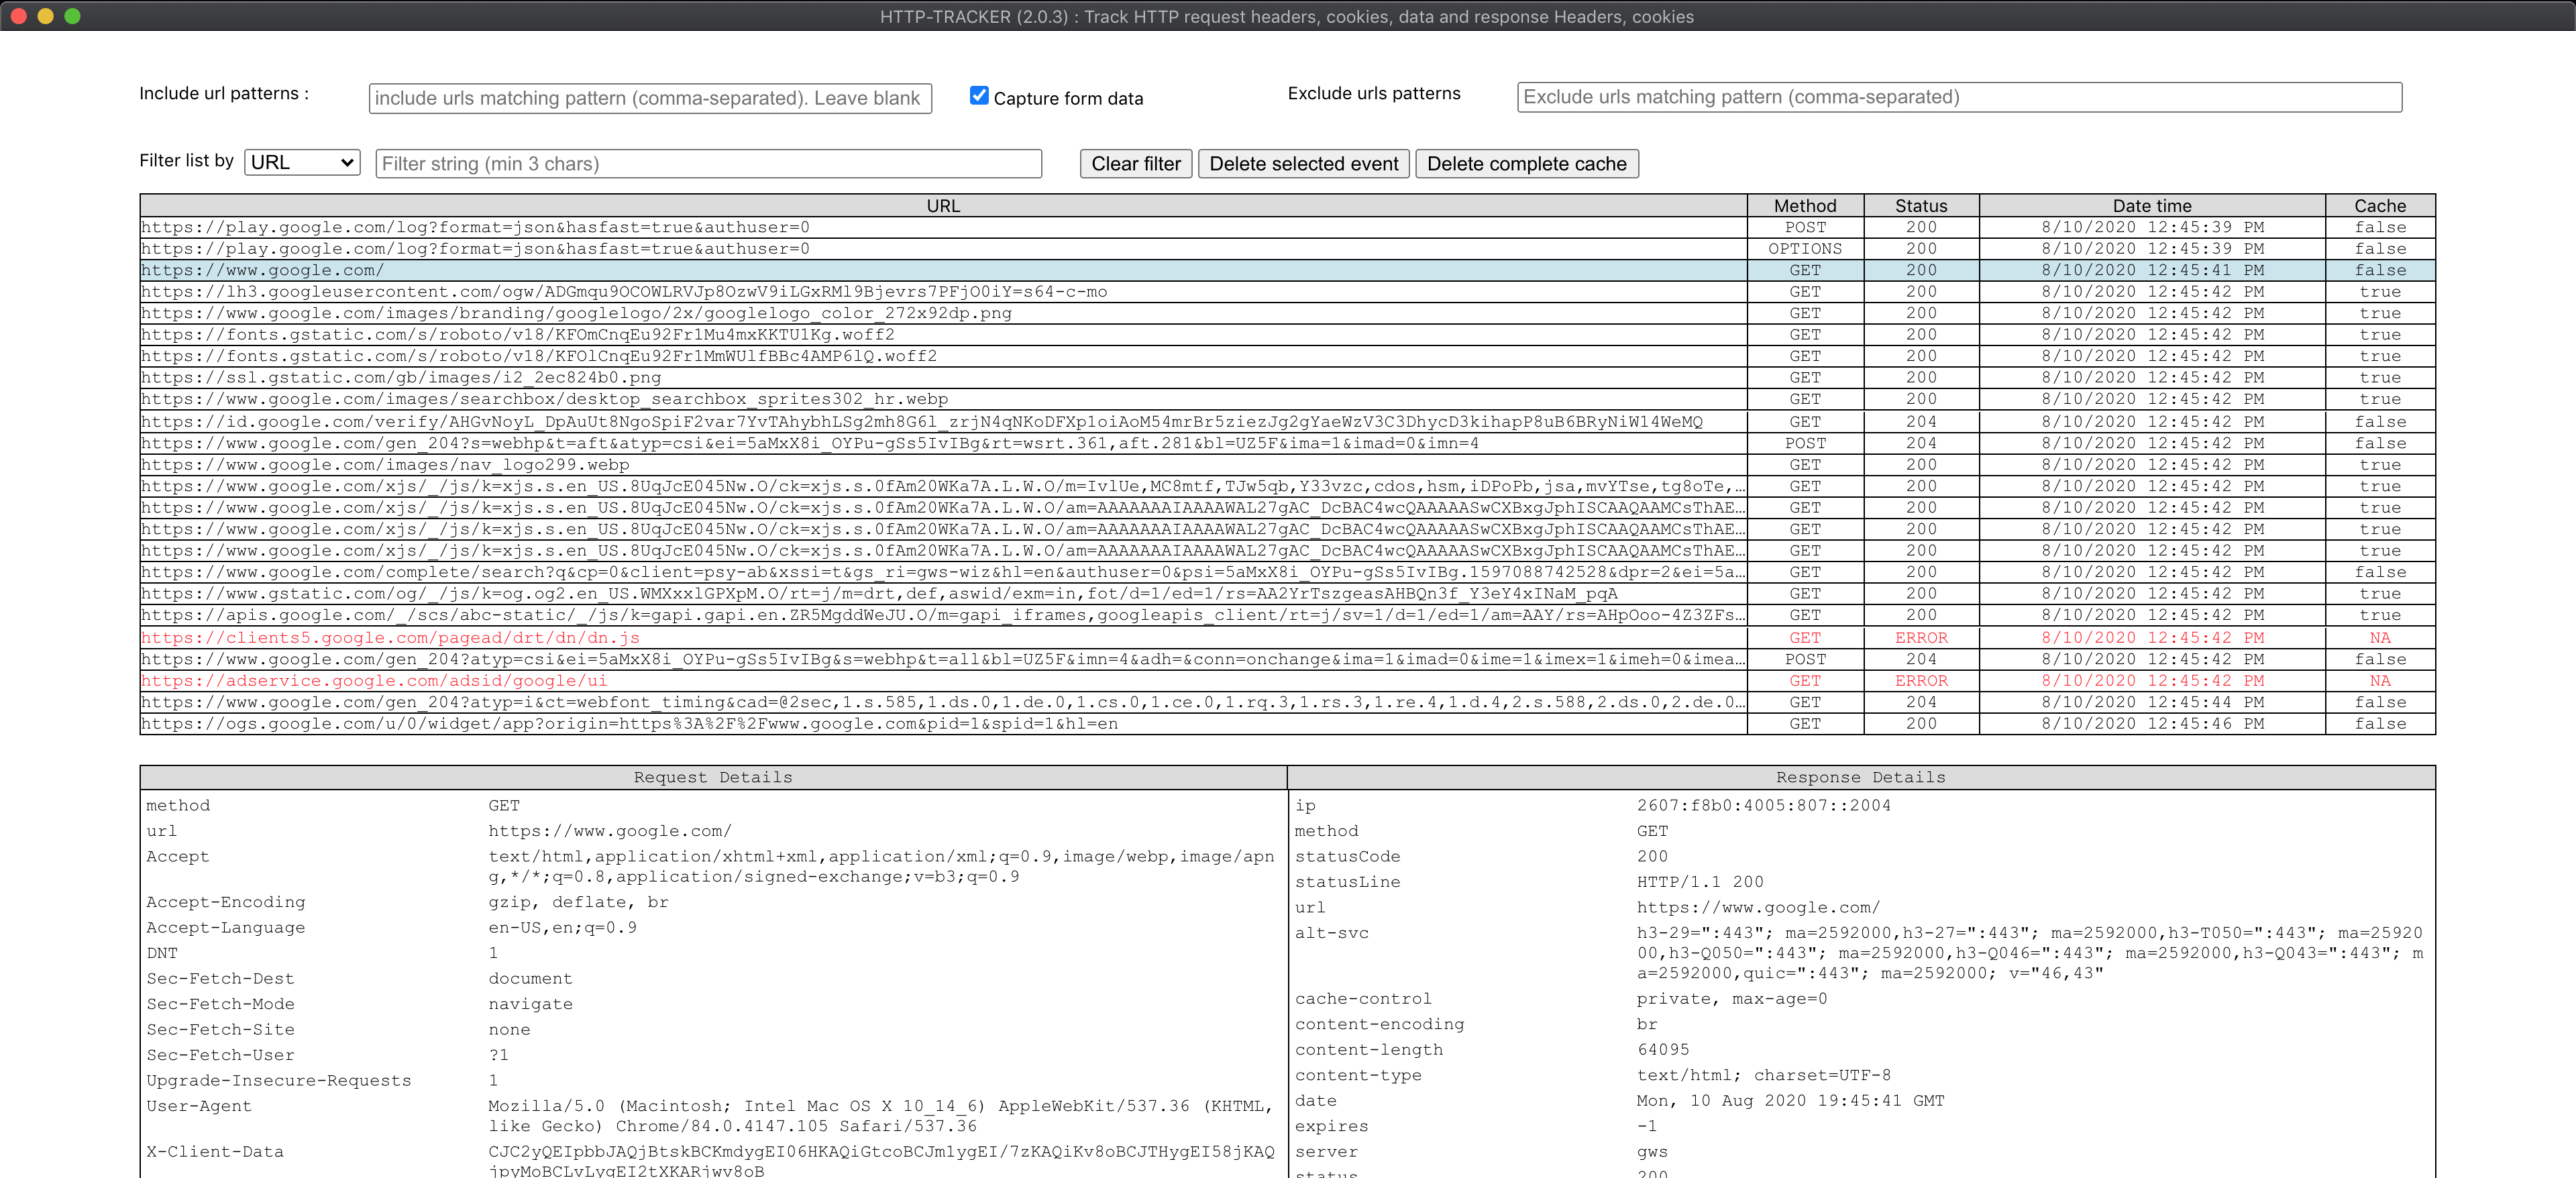 HTTP-TRACKER (2.0.3) : Track HTTP request headers, cookies, data and response Headers, cookies
Include url patterns : include urls matching pattern (comma-separated). Leave blank Capture form data Exclude urls patterns Exclude urls matching pattern (comma-separated)
Filter list by URL Filter string (min 3 chars) Clear filter Delete selected event Delete complete cache
URL Method Status Date time Cache
https://play.google.com/log?format=json&hasfast=true&authuser=0 POST 200 8/10/2020 12:45:39 PM false
https://play.google.com/log?format=json&hasfast=true&authuser=0 OPTIONS 200 8/10/2020 12:45:39 PM false
https://www.google.com/ GET 200 8/10/2020 12:45:41 PM false
https://lh3.googleusercontent.com/ogw/ADGmqu9OCOWLRVJp8OzwV9iLGxRMl9Bjevrs7PFjO0iY=s64-c-mo GET 200 8/10/2020 12:45:42 PM true
https://www.google.com/images/branding/googlelogo/2x/googlelogo_color_272x92dp.png GET 200 8/10/2020 12:45:42 PM true
https://fonts.gstatic.com/s/roboto/v18/KFOmCnqEu92Fr1Mu4mxKKTU1Kg.woff2 GET 200 8/10/2020 12:45:42 PM true
https://fonts.gstatic.com/s/roboto/v18/KFOlCnqEu92Fr1MmWUlfBBc4AMP6lQ.woff2 GET 200 8/10/2020 12:45:42 PM true
https://ssl.gstatic.com/gb/images/i2_2ec824b0.png GET 200 8/10/2020 12:45:42 PM true
https://www.google.com/images/searchbox/desktop_searchbox_sprites302_hr.webp GET 200 8/10/2020 12:45:42 PM true
https://id.google.com/verify/AHGvNoyL_DpAuUt8NgoSpiF2var7YvTAhybhLSg2mh8G6l_zrjN4qNKoDFXp1oiAoM54mrBr5ziezJg2gYaeWzV3C3DhycD3kihapP8uB6BRyNiW14WeMQ GET 204 8/10/2020 12:45:42 PM false
https://www.google.com/gen_204?s=webhp&t=aft&atyp=csi&ei=5aMxX8i_OYPu-gSs5IvIBg&rt=wsrt.361,aft.281&bl=UZ5F&ima=1&imad=0&imn=4 POST 204 8/10/2020 12:45:42 PM false
https://www.google.com/images/nav_logo299.webp GET 200 8/10/2020 12:45:42 PM true
https://www.google.com/xjs/_/js/k=xjs.s.en_US.8UqJcE045Nw.O/ck=xjs.s.0fAm20WKa7A.L.W.O/m=IvlUe,MC8mtf,TJw5qb,Y33vzc,cdos,hsm,iDPoPb,jsa,mvYTse,tg8oTe,… GET 200 8/10/2020 12:45:42 PM true
https://www.google.com/xjs/_/js/k=xjs.s.en_US.8UqJcE045Nw.O/ck=xjs.s.0fAm20WKa7A.L.W.O/am=AAAAAAAIAAAAWAL27gAC_DcBAC4wcQAAAAASwCXBxgJphISCAAQAAMCsThAE… GET 200 8/10/2020 12:45:42 PM true
https://www.google.com/xjs/_/js/k=xjs.s.en_US.8UqJcE045Nw.O/ck=xjs.s.0fAm20WKa7A.L.W.O/am=AAAAAAAIAAAAWAL27gAC_DcBAC4wcQAAAAASwCXBxgJphISCAAQAAMCsThAE… GET 200 8/10/2020 12:45:42 PM true
https://www.google.com/xjs/_/js/k=xjs.s.en_US.8UqJcE045Nw.O/ck=xjs.s.0fAm20WKa7A.L.W.O/am=AAAAAAAIAAAAWAL27gAC_DcBAC4wcQAAAAASwCXBxgJphISCAAQAAMCsThAE… GET 200 8/10/2020 12:45:42 PM true
https://www.google.com/complete/search?q&cp=0&client=psy-ab&xssi=t&gs_ri=gws-wiz&hl=en&authuser=0&psi=5aMxX8i_OYPu-gSs5IvIBg.1597088742528&dpr=2&ei=5a… GET 200 8/10/2020 12:45:42 PM false
https://www.gstatic.com/og/_/js/k=og.og2.en_US.WMXxxlGPXpM.O/rt=j/m=drt,def,aswid/exm=in,fot/d=1/ed=1/rs=AA2YrTszgeasAHBQn3f_Y3eY4xINaM_pqA GET 200 8/10/2020 12:45:42 PM true
https://apis.google.com/_/scs/abc-static/_/js/k=gapi.gapi.en.ZR5MgddWeJU.O/m=gapi_iframes,googleapis_client/rt=j/sv=1/d=1/ed=1/am=AAY/rs=AHpOoo-4Z3ZFs… GET 200 8/10/2020 12:45:42 PM true
https://clients5.google.com/pagead/drt/dn/dn.js GET ERROR 8/10/2020 12:45:42 PM NA
https://www.google.com/gen_204?atyp=csi&ei=5aMxX8i_OYPu-gSs5IvIBg&s=webhp&t=all&bl=UZ5F&imn=4&adh=&conn=onchange&ima=1&imad=0&ime=1&imex=1&imeh=0&imea… POST 204 8/10/2020 12:45:42 PM false
https://adservice.google.com/adsid/google/ui GET ERROR 8/10/2020 12:45:42 PM NA
https://www.google.com/gen_204?atyp=i&ct=webfont_timing&cad=@2sec,1.s.585,1.ds.0,1.de.0,1.cs.0,1.ce.0,1.rq.3,1.rs.3,1.re.4,1.d.4,2.s.588,2.ds.0,2.de.0… GET 204 8/10/2020 12:45:44 PM false
https://ogs.google.com/u/0/widget/app?origin=https%3A%2F%2Fwww.google.com&pid=1&spid=1&hl=en GET 200 8/10/2020 12:45:46 PM false
Request Details
method GET
url https://www.google.com/
Accept text/html,application/xhtml+xml,application/xml;q=0.9,image/webp,image/apn
g,*/*;q=0.8,application/signed-exchange;v=b3;q=0.9
Accept-Encoding gzip, deflate, br
Accept-Language en-US,en;q=0.9
DNT 1
Sec-Fetch-Dest document
Sec-Fetch-Mode navigate
Sec-Fetch-Site none
Sec-Fetch-User ?1
Upgrade-Insecure-Requests 1
User-Agent Mozilla/5.0 (Macintosh; Intel Mac OS X 10_14_6) AppleWebKit/537.36 (KHTML,
like Gecko) Chrome/84.0.4147.105 Safari/537.36
X-Client-Data CJC2yQEIpbbJAQjBtskBCKmdygEI06HKAQiGtcoBCJm1ygEI/7zKAQiKv8oBCJTHygEI58jKAQ
jpyMoBCLvLygEI2tXKARjwv8oB
Response Details
ip 2607:f8b0:4005:807::2004
method GET
statusCode 200
statusLine HTTP/1.1 200
url https://www.google.com/
alt-svc h3-29=":443"; ma=2592000,h3-27=":443"; ma=2592000,h3-T050=":443"; ma=25920
00,h3-Q050=":443"; ma=2592000,h3-Q046=":443"; ma=2592000,h3-Q043=":443"; m
a=2592000,quic=":443"; ma=2592000; v="46,43"
cache-control private, max-age=0
content-encoding br
content-length 64095
content-type text/html; charset=UTF-8
date Mon, 10 Aug 2020 19:45:41 GMT
expires -1
server gws
status 200